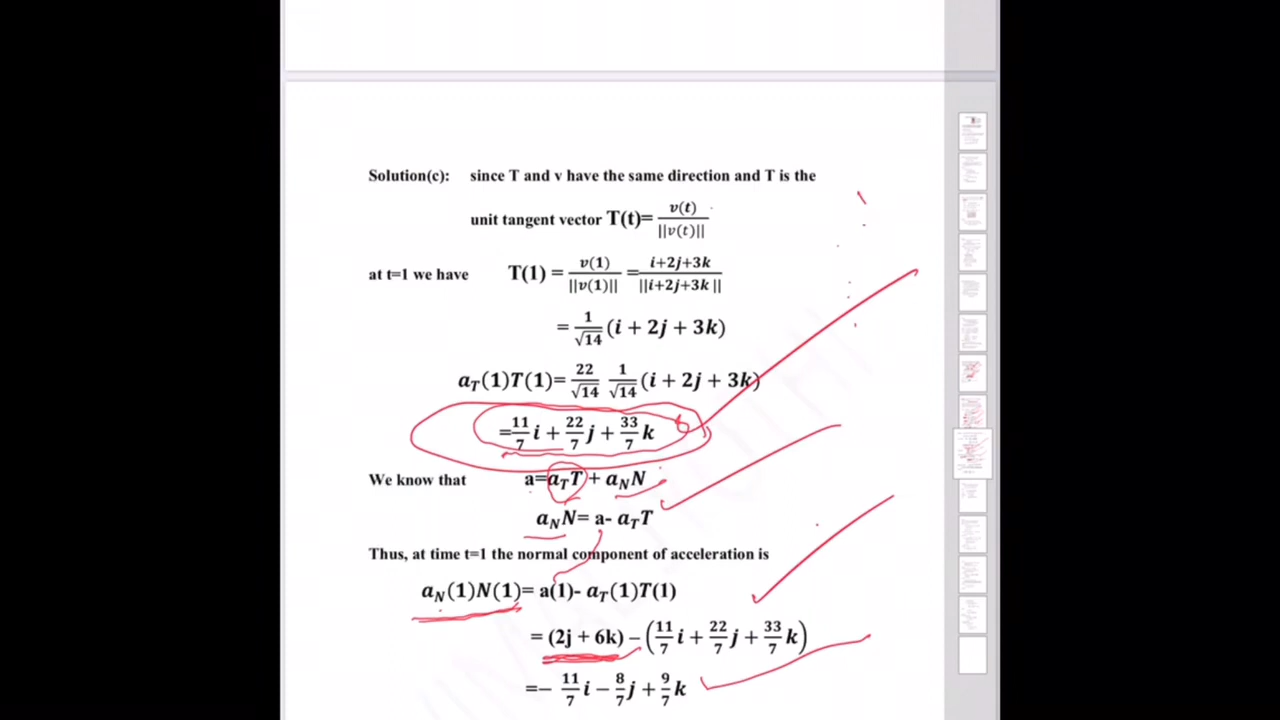 Solution(c): since T and v have the same direction and T is the
unit tangent vector T(t)= v(t)/||v(t)||
at t=1 we have T(1) = v(1)/||v(1)|| = i+2j+3k/||i+2j+3k ||
= 1/√14 (i + 2j + 3k)
a_T(1)T(1)= 22/√14 1/√14 (i + 2j + 3k)
= 11/7 i + 22/7 j + 33/7 k
We know that a=a_T T + a_N N
a_N N= a- a_T T
Thus, at time t=1 the normal component of acceleration is
a_N(1)N(1)= a(1)- a_T(1)T(1)
= (2j + 6k) – (11/7 i + 22/7 j + 33/7 k)
=– 11/7 i – 8/7 j + 9/7 k